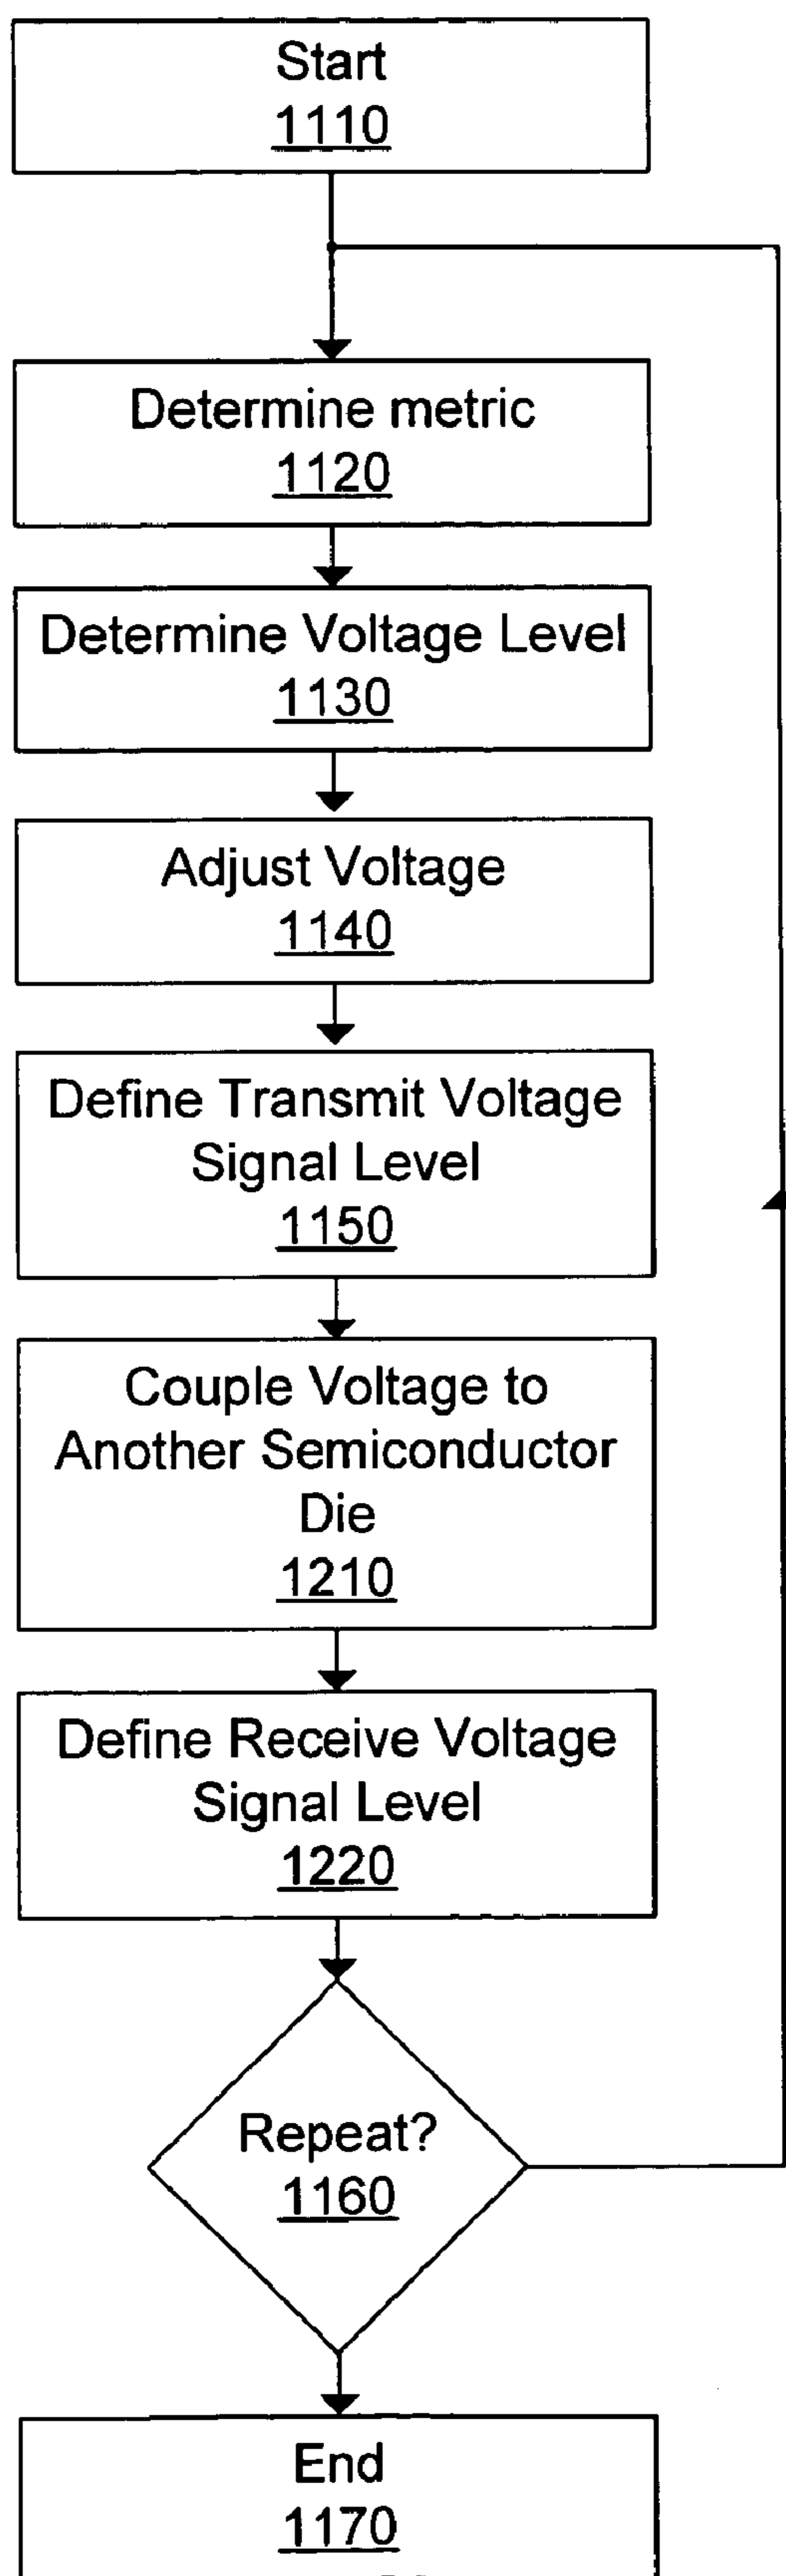 Start
1110
Determine metric
1120
Determine Voltage Level
1130
Adjust Voltage
1140
Define Transmit Voltage
Signal Level
1150
Couple Voltage to
Another Semiconductor
Die
1210
Define Receive Voltage
Signal Level
1220
Repeat?
1160
End
1170